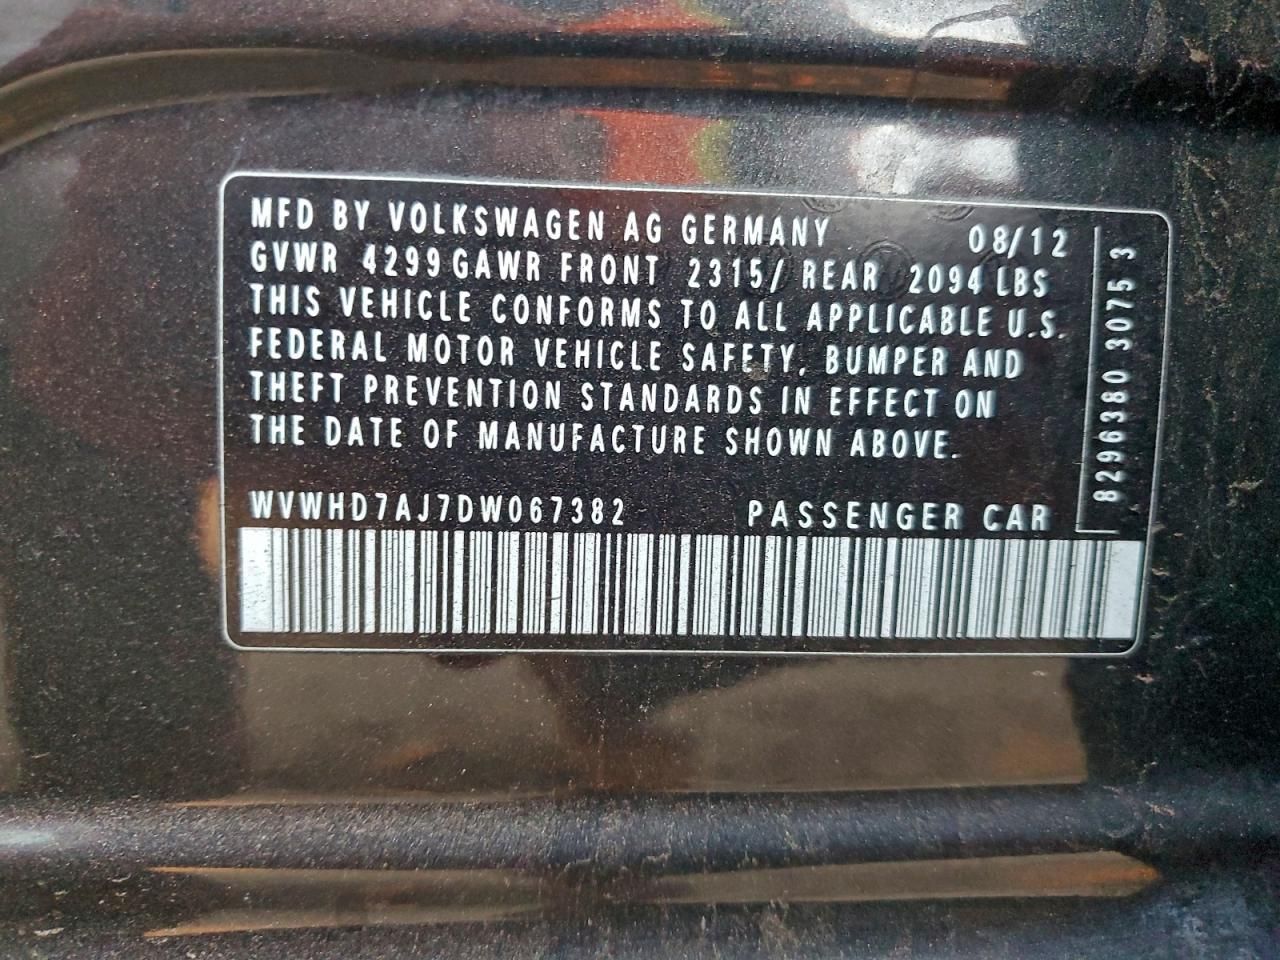 MFD BY VOLKSWAGEN AG GERMANY 08/12
GVWR 4299 GAWR FRONT 2315/ REAR 2094 LBS
THIS VEHICLE CONFORMS TO ALL APPLICABLE U.S.
FEDERAL MOTOR VEHICLE SAFETY, BUMPER AND
THEFT PREVENTION STANDARDS IN EFFECT ON
THE DATE OF MANUFACTURE SHOWN ABOVE.
WVWHD7AJ7DW067382 PASSENGER CAR
8296380 3075 3